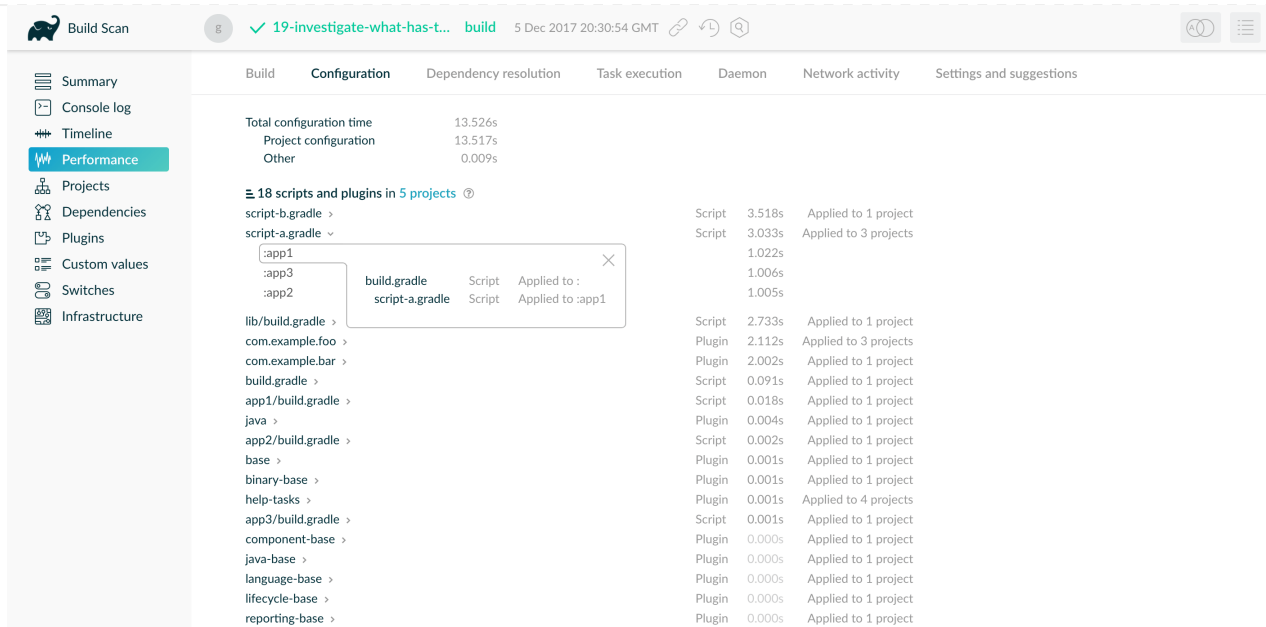 Build Scan
g 19-investigate-what-has-t... build 5 Dec 2017 20:30:54 GMT
Build Configuration Dependency resolution Task execution Daemon Network activity Settings and suggestions
Summary
Console log
Timeline
Performance
Projects
Dependencies
Plugins
Custom values
Switches
Infrastructure
Total configuration time 13.526s
Project configuration 13.517s
Other 0.009s
18 scripts and plugins in 5 projects ?
script-b.gradle Script 3.518s Applied to 1 project
script-a.gradle Script 3.033s Applied to 3 projects
:app1 1.022s
:app3 1.006s
:app2 1.005s
build.gradle Script Applied to :
script-a.gradle Script Applied to :app1
lib/build.gradle Script 2.733s Applied to 1 project
com.example.foo Plugin 2.112s Applied to 3 projects
com.example.bar Plugin 2.002s Applied to 1 project
build.gradle Script 0.091s Applied to 1 project
app1/build.gradle Script 0.018s Applied to 1 project
java Plugin 0.004s Applied to 1 project
app2/build.gradle Script 0.002s Applied to 1 project
base Plugin 0.001s Applied to 1 project
binary-base Plugin 0.001s Applied to 1 project
help-tasks Plugin 0.001s Applied to 4 projects
app3/build.gradle Script 0.001s Applied to 1 project
component-base Plugin 0.000s Applied to 1 project
java-base Plugin 0.000s Applied to 1 project
language-base Plugin 0.000s Applied to 1 project
lifecycle-base Plugin 0.000s Applied to 1 project
reporting-base Plugin 0.000s Applied to 1 project